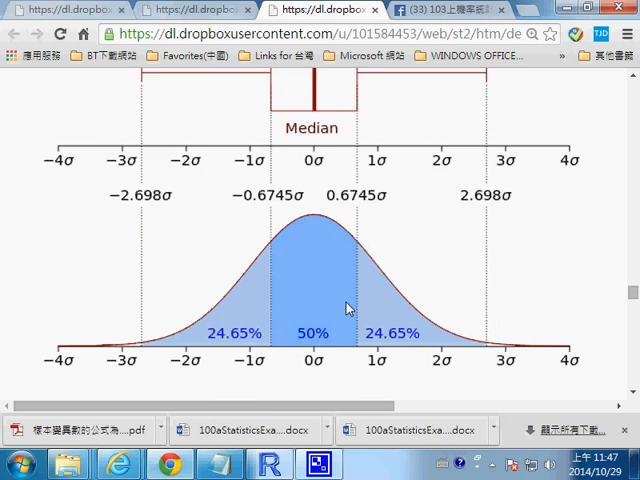 https://dl.dropbox
https://dl.dropbox
https://dl.dropbox
(33) 103上機率統計
https://dl.dropboxusercontent.com/u/101584453/web/st2/htm/de
TJD
應用服務
BT下載網站
Favorites(中國)
Links for 台灣
Microsoft 網站
WINDOWS OFFICE...
其他書籤
Median
−4σ −3σ −2σ −1σ 0σ 1σ 2σ 3σ 4σ
−2.698σ −0.6745σ 0.6745σ 2.698σ
24.65% 50% 24.65%
−4σ −3σ −2σ −1σ 0σ 1σ 2σ 3σ 4σ
樣本變異數的公式為....pdf
100aStatisticsExa....docx
100aStatisticsExa....docx
顯示所有下載...
上午 11:47
2014/10/29